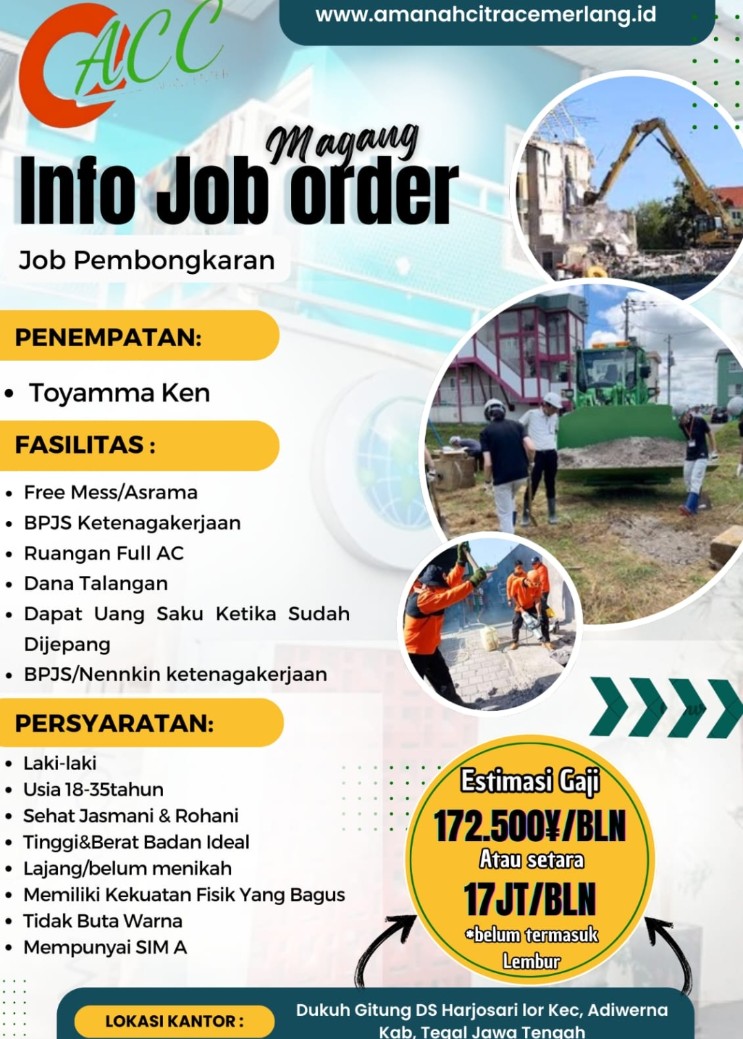 www.amanahcitracemerlang.id
ACC
Magang
Info Job order
Job Pembongkaran
PENEMPATAN:
• Toyamma Ken
FASILITAS :
• Free Mess/Asrama
• BPJS Ketenagakerjaan
• Ruangan Full AC
• Dana Talangan
• Dapat Uang Saku Ketika Sudah
Dijepang
• BPJS/Nennkin ketenagakerjaan
PERSYARATAN:
• Laki-laki
• Usia 18-35tahun
• Sehat Jasmani & Rohani
• Tinggi&Berat Badan Ideal
• Lajang/belum menikah
• Memiliki Kekuatan Fisik Yang Bagus
• Tidak Buta Warna
• Mempunyai SIM A
Estimasi Gaji
172.500¥/BLN
Atau setara
17JT/BLN
*belum termasuk
Lembur
LOKASI KANTOR :
Dukuh Gitung DS Harjosari lor Kec, Adiwerna
Kab, Tegal Jawa Tengah